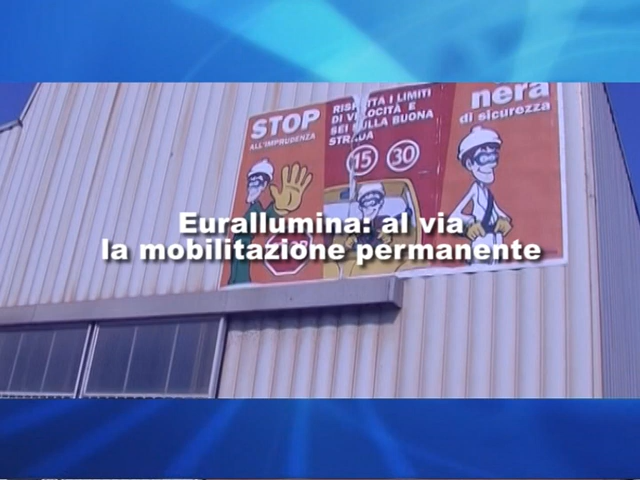 STOP
ALL'IMPRUDENZA
RISPETTA I LIMITI
DI VELOCITÀ E
SEI SULLA BUONA
STRADA
15 30
nera
di sicurezza
Eurallumina: al via
la mobilitazione permanente